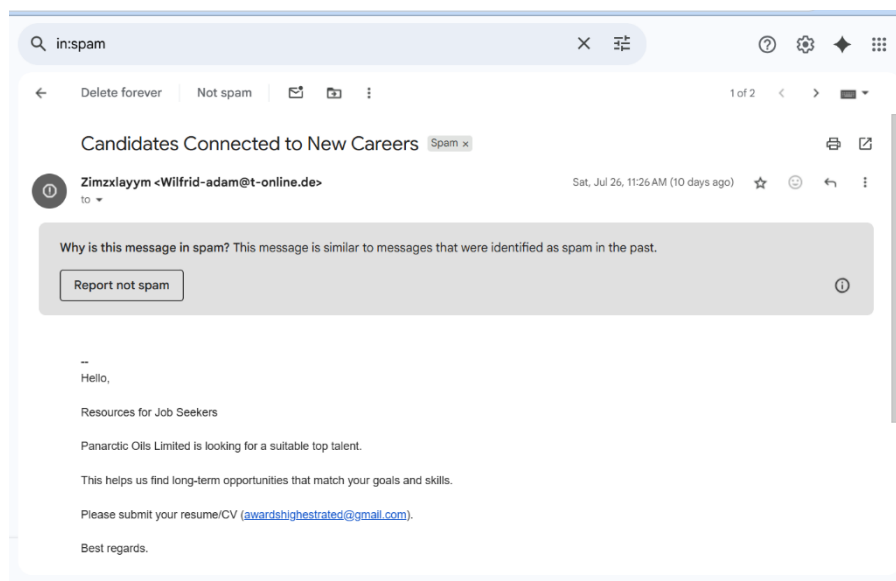 in:spam
Delete forever Not spam 1 of 2
Candidates Connected to New Careers Spam ×
Zimzxlayym <Wilfrid-adam@t-online.de> Sat, Jul 26, 11:26 AM (10 days ago)
to
Why is this message in spam? This message is similar to messages that were identified as spam in the past.
Report not spam
--
Hello,
Resources for Job Seekers
Panarctic Oils Limited is looking for a suitable top talent.
This helps us find long-term opportunities that match your goals and skills.
Please submit your resume/CV (awardshighestrated@gmail.com).
Best regards.